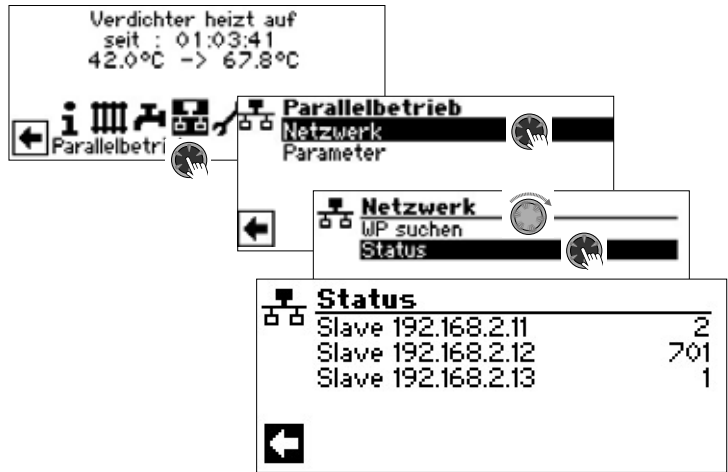 Verdichter heizt auf
seit : 01:03:41
42.0°C -> 67.8°C
Parallelbetri
Parallelbetrieb
Netzwerk
Parameter
Netzwerk
WP suchen
Status
Status
Slave 192.168.2.11 2
Slave 192.168.2.12 701
Slave 192.168.2.13 1